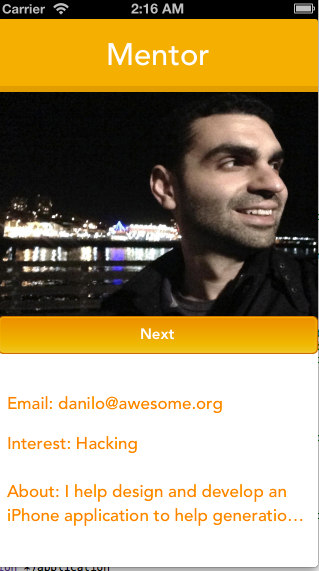 Carrier 2:16 AM
Mentor
Next
Email: danilo@awesome.org
Interest: Hacking
About: I help design and develop an
iPhone application to help generatio…